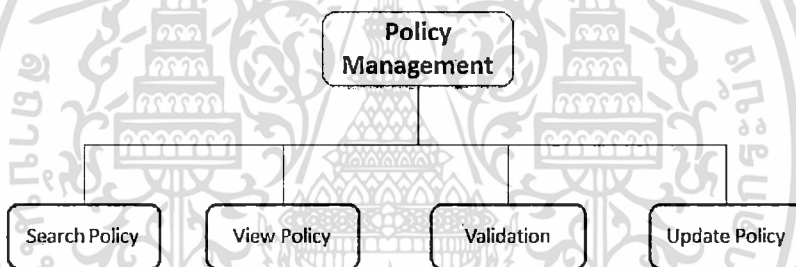 Policy
Management
Search Policy
View Policy
Validation
Update Policy